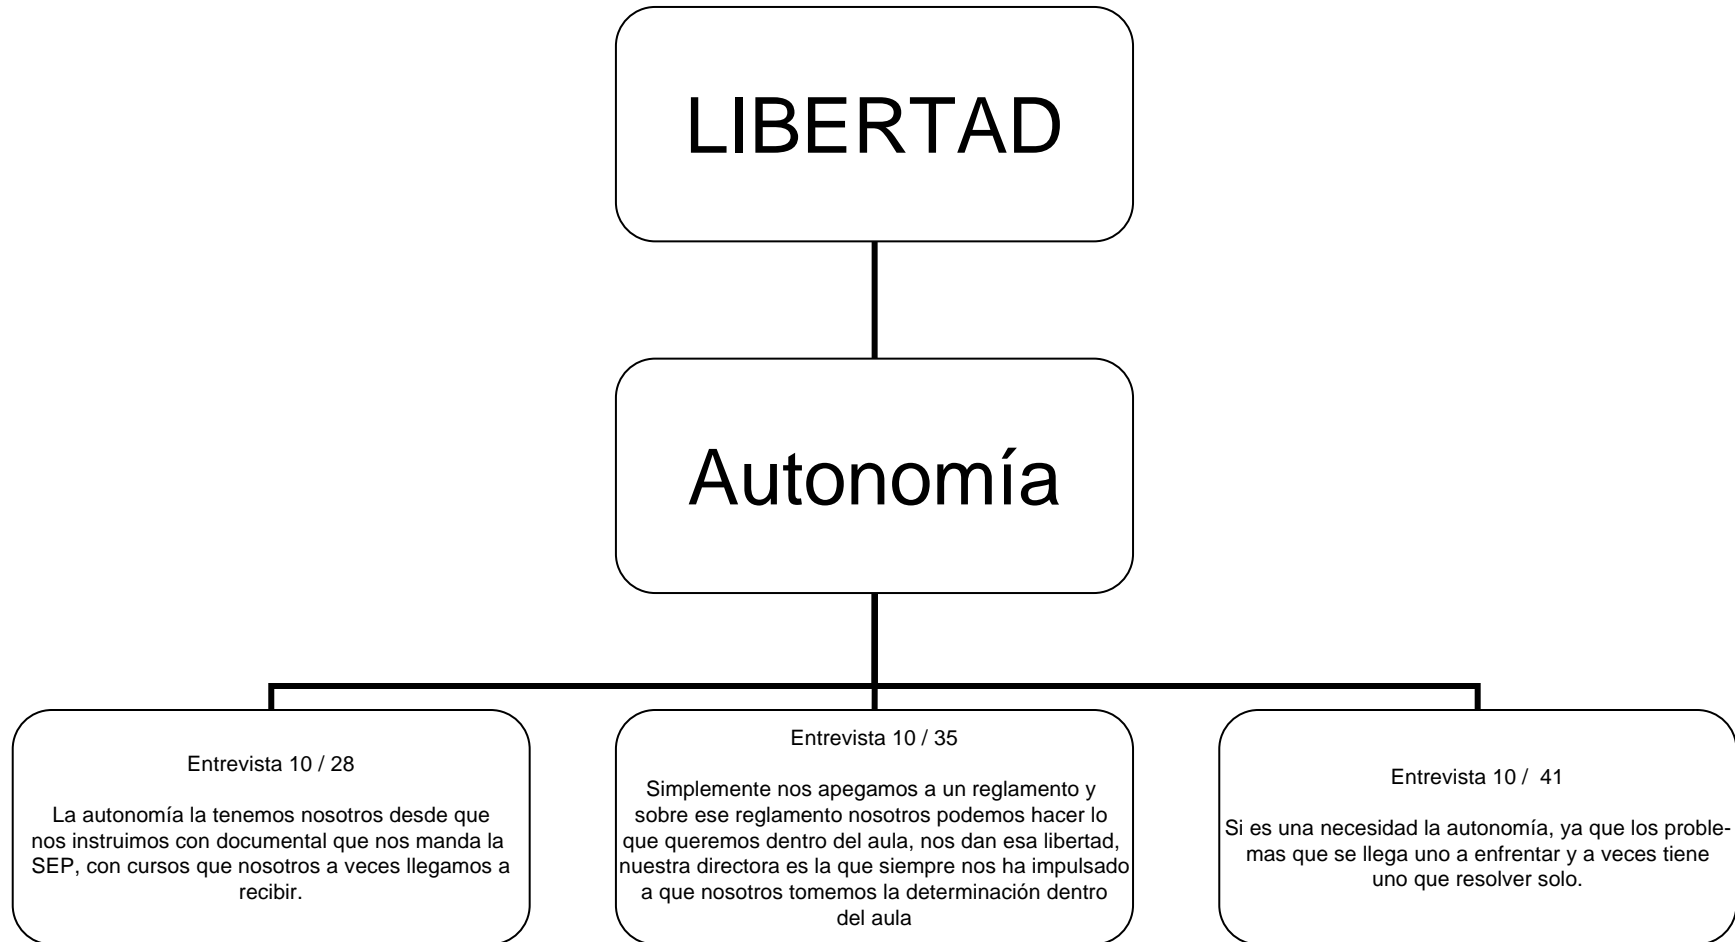 LIBERTAD
Autonomía
Entrevista 10 / 28
La autonomía la tenemos nosotros desde que
nos instruimos con documental que nos manda la
SEP, con cursos que nosotros a veces llegamos a
recibir.
Entrevista 10 / 35
Simplemente nos apegamos a un reglamento y
sobre ese reglamento nosotros podemos hacer lo
que queremos dentro del aula, nos dan esa libertad,
nuestra directora es la que siempre nos ha impulsado
a que nosotros tomemos la determinación dentro
del aula
Entrevista 10 /  41
Si es una necesidad la autonomía, ya que los proble-
mas que se llega uno a enfrentar y a veces tiene
uno que resolver solo.